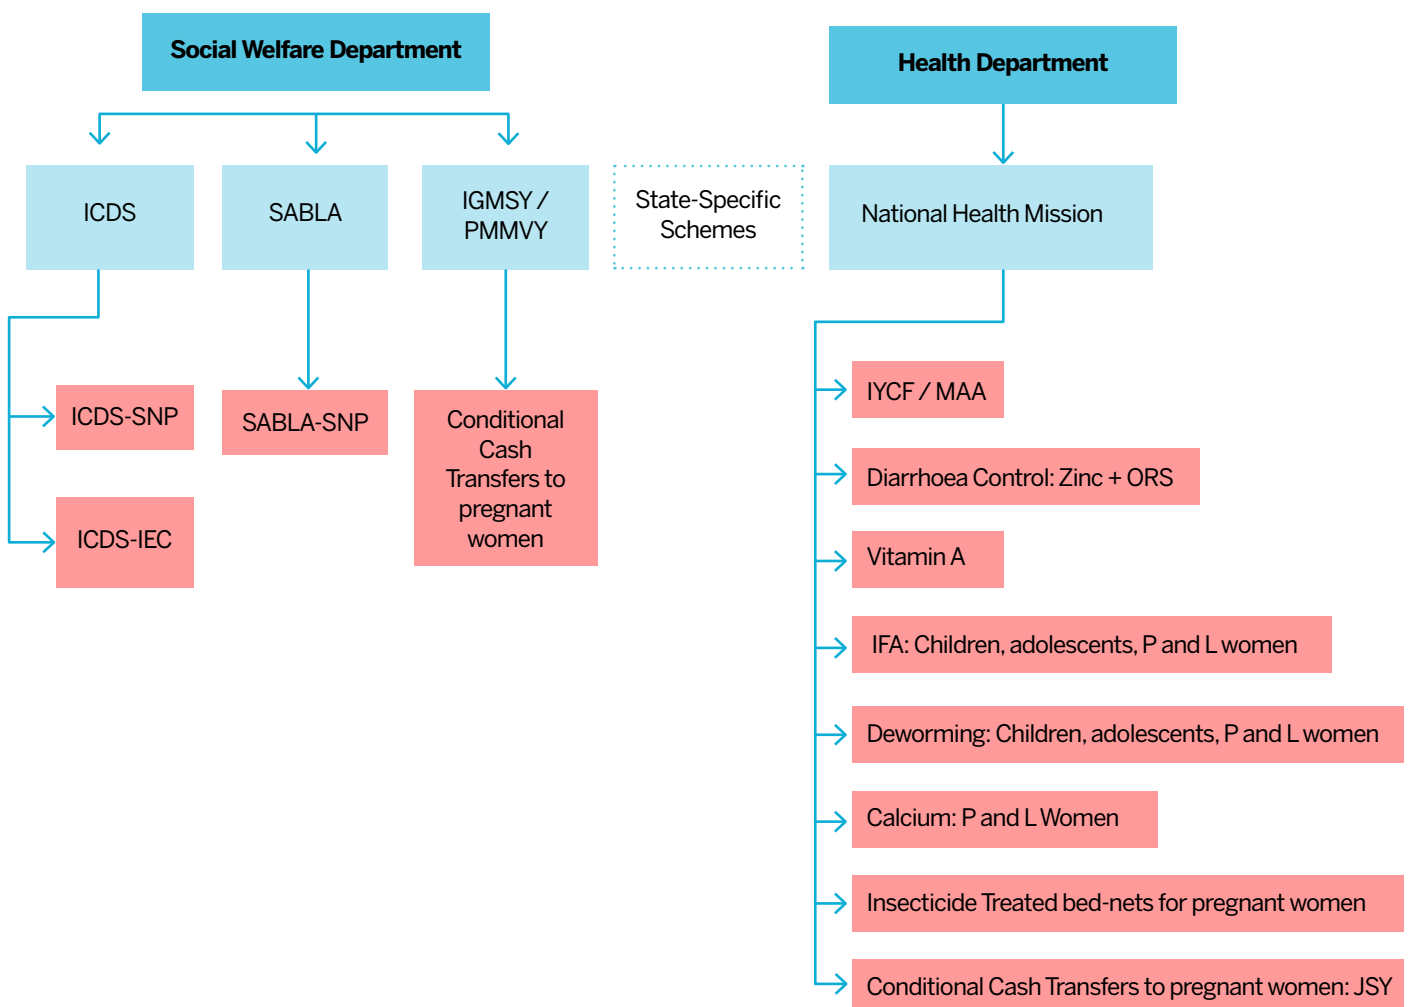 Social Welfare Department
Health Department
ICDS
SABLA
IGMSY /
PMMVY
State-Specific
Schemes
National Health Mission
ICDS-SNP
ICDS-IEC
SABLA-SNP
Conditional
Cash
Transfers to
pregnant
women
IYCF / MAA
Diarrhoea Control: Zinc + ORS
Vitamin A
IFA: Children, adolescents, P and L women
Deworming: Children, adolescents, P and L women
Calcium: P and L Women
Insecticide Treated bed-nets for pregnant women
Conditional Cash Transfers to pregnant women: JSY